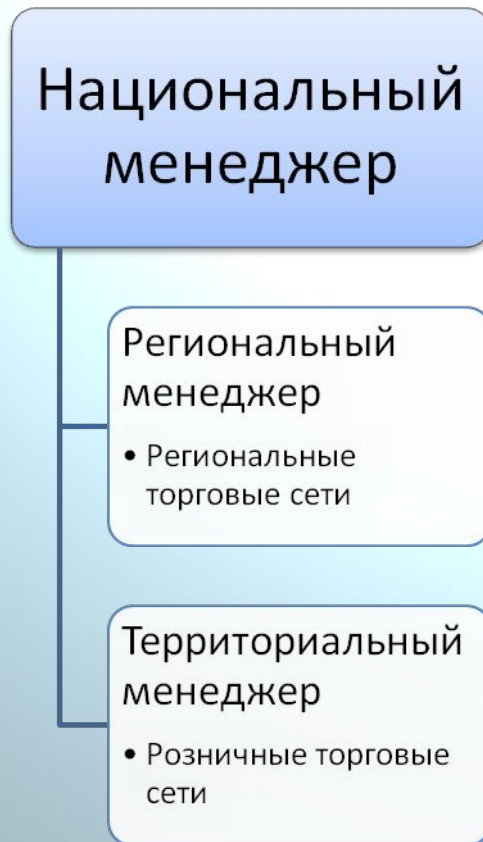 Национальный
менеджер
Региональный
менеджер
• Региональные
торговые сети
Территориальный
менеджер
• Розничные торговые
сети